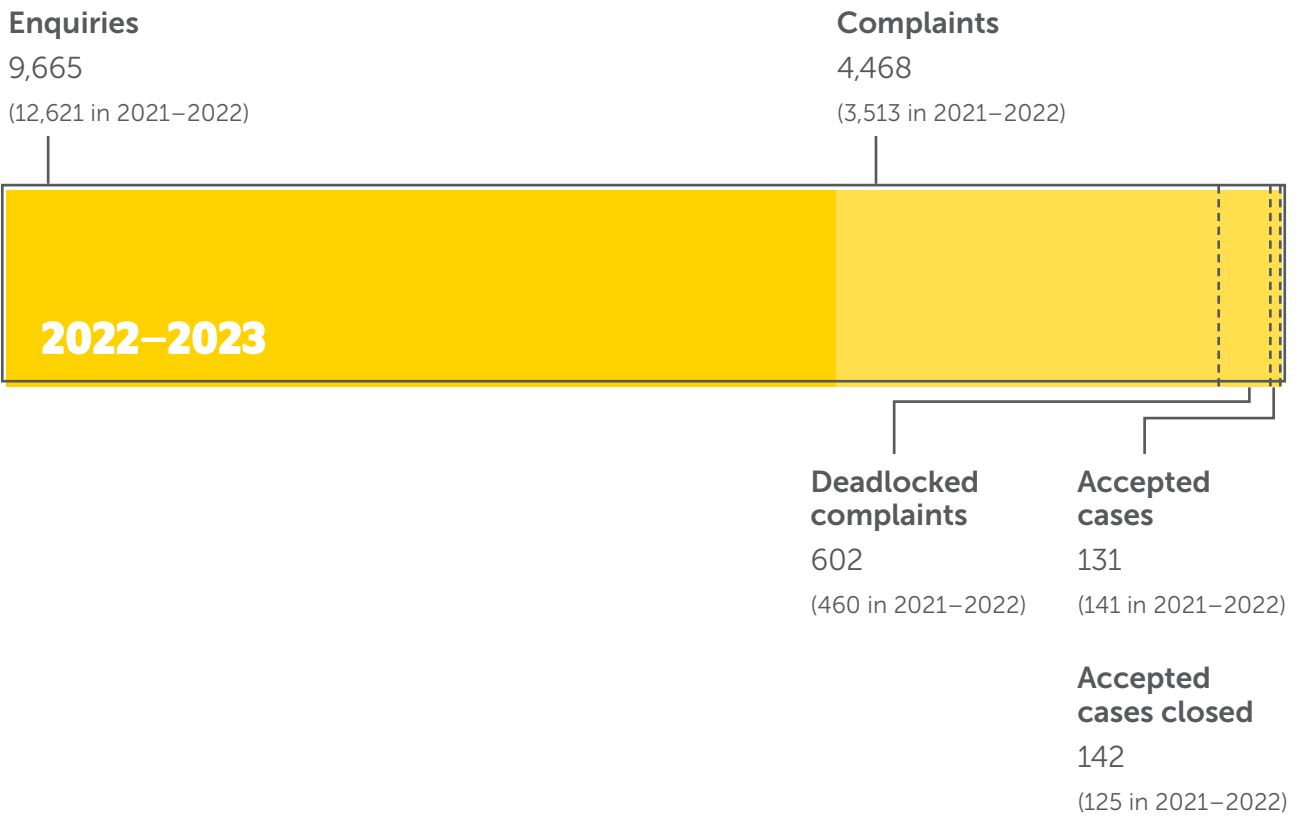 Enquiries
9,665
(12,621 in 2021–2022)
Complaints
4,468
(3,513 in 2021–2022)
2022–2023
Deadlocked
complaints
602
(460 in 2021–2022)
Accepted
cases
131
(141 in 2021–2022)
Accepted
cases closed
142
(125 in 2021–2022)